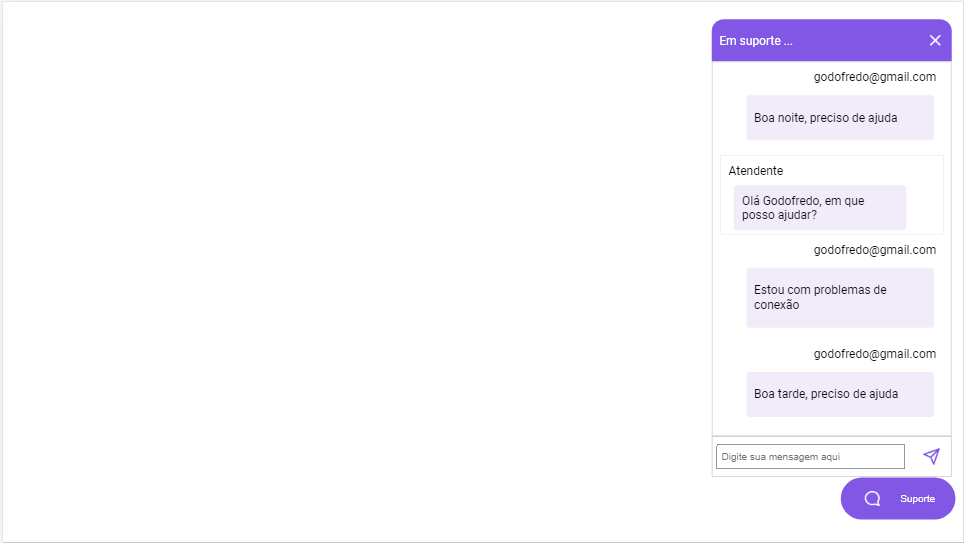 Em suporte ...
godofredo@gmail.com
Boa noite, preciso de ajuda
Atendente
Olá Godofredo, em que
posso ajudar?
godofredo@gmail.com
Estou com problemas de
conexão
godofredo@gmail.com
Boa tarde, preciso de ajuda
Digite sua mensagem aqui
Suporte